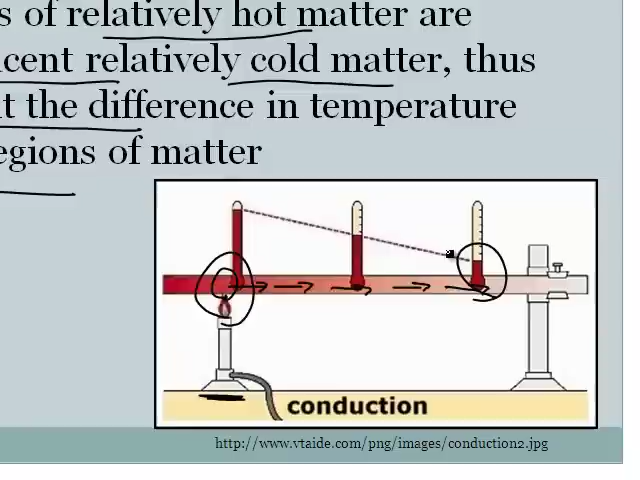 s of relatively hot matter are
cent relatively cold matter, thus
t the difference in temperature
egions of matter
conduction
http://www.vtaide.com/png/images/conduction2.jpg